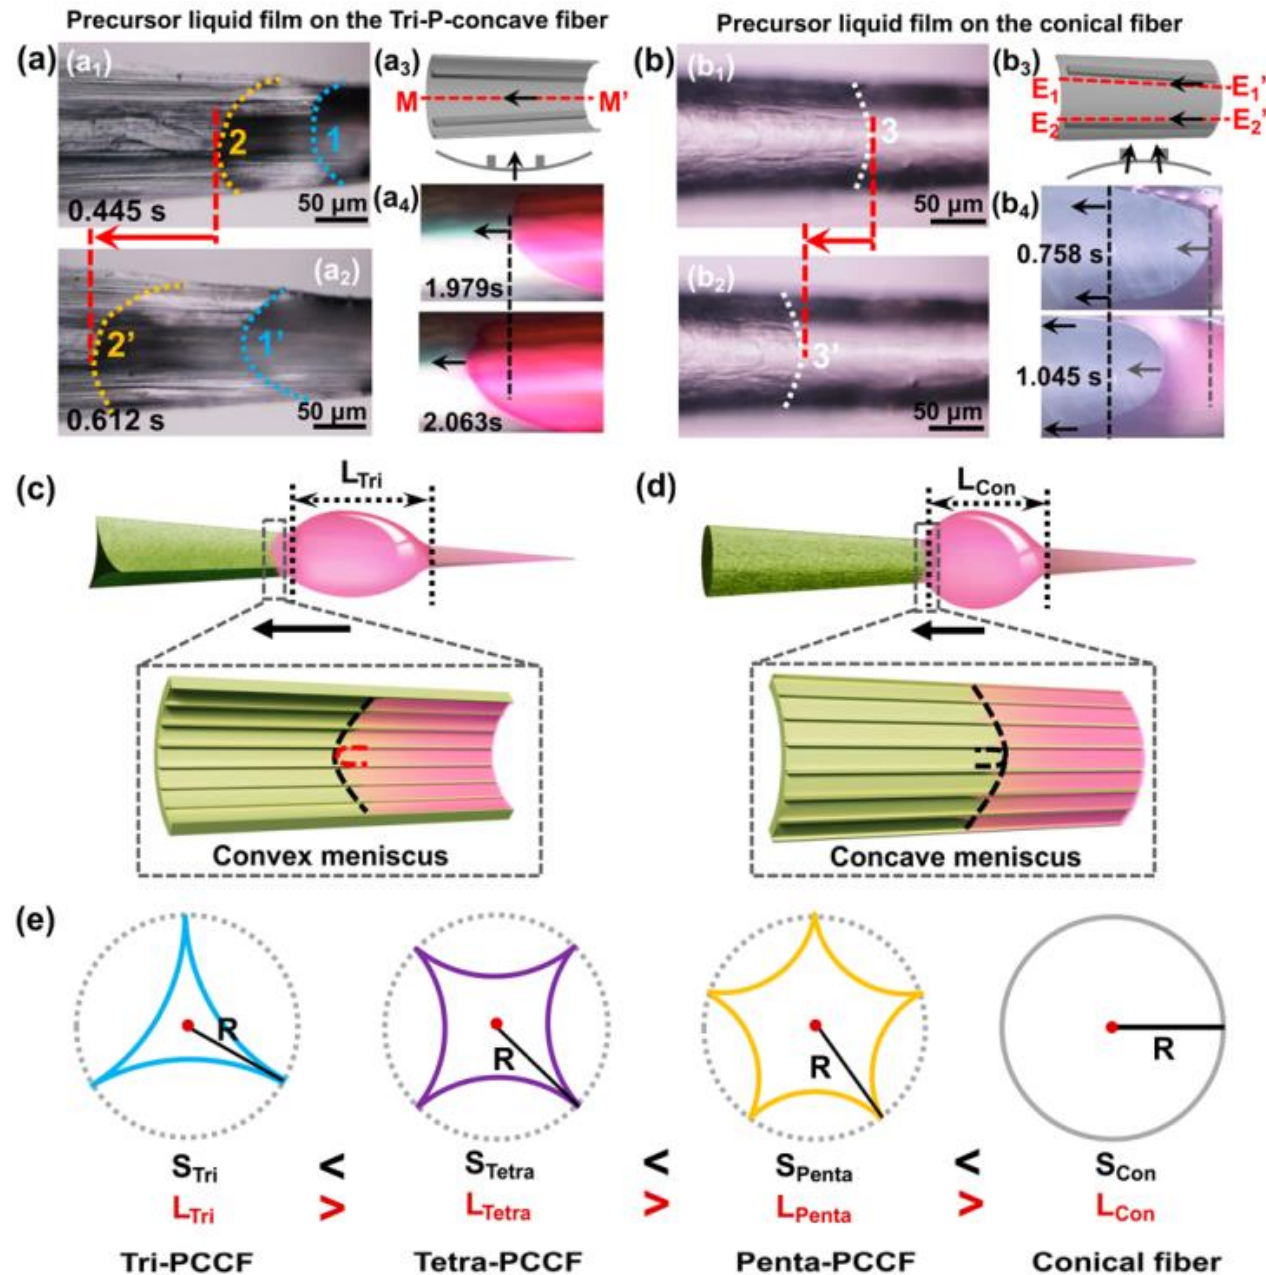 Precursor liquid film on the Tri-P-concave fiber
Precursor liquid film on the conical fiber
(a)
(a1)
2
1
0.445 s
50 μm
(a2)
2'
1'
0.612 s
50 μm
(a3)
M
M'
(a4)
1.979s
2.063s
(b)
(b1)
3
50 μm
(b2)
3'
50 μm
(b3)
E1
E1'
E2
E2'
(b4)
0.758 s
1.045 s
(c)
LTri
Convex meniscus
(d)
LCon
Concave meniscus
(e)
R
R
R
R
STri < STetra < SPenta < SCon
LTri > LTetra > LPenta > LCon
Tri-PCCF Tetra-PCCF Penta-PCCF Conical fiber